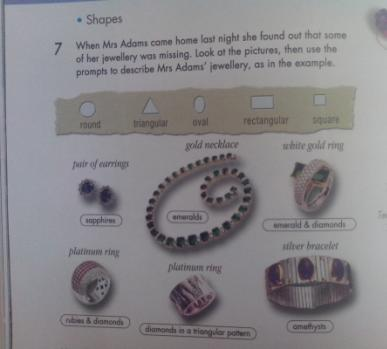 • Shapes
7 When Mrs Adams came home last night she found out that some
of her jewellery was missing. Look at the pictures, then use the
prompts to describe Mrs Adams' jewellery, as in the example.
round triangular oval rectangular square
pair of earrings
sapphires
gold necklace
emeralds
white gold ring
emerald & diamonds
platinum ring
rubies & diamonds
platinum ring
diamonds in a triangular pattern
silver bracelet
amethysts